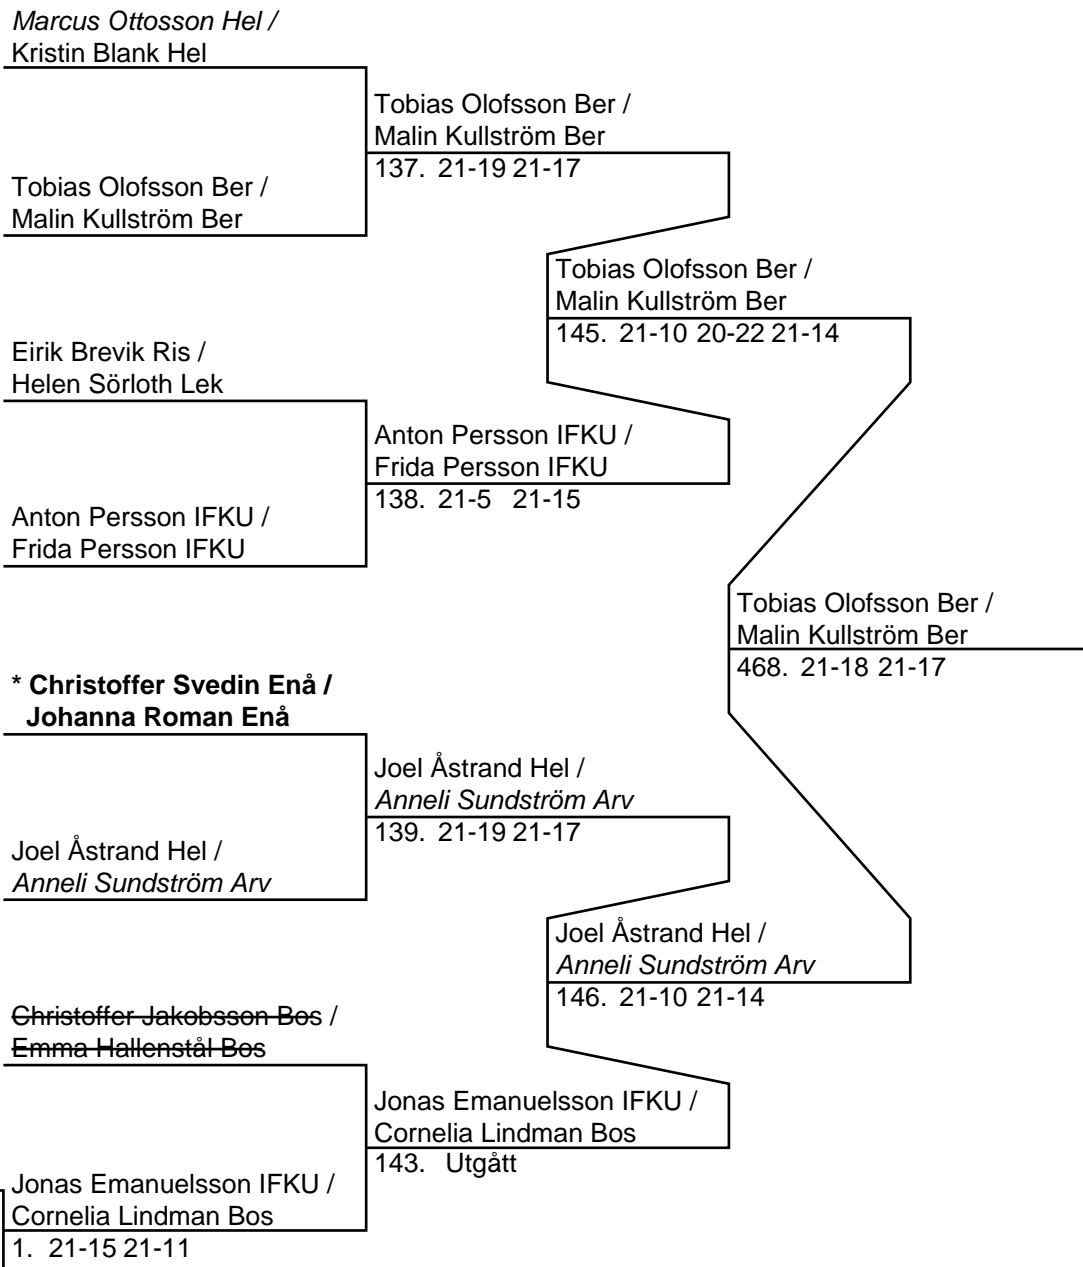 Marcus Ottosson Hel /
Kristin Blank Hel
Tobias Olofsson Ber /
Malin Kullström Ber
137. 21-19 21-17
Tobias Olofsson Ber /
Malin Kullström Ber
Tobias Olofsson Ber /
Malin Kullström Ber
145. 21-10 20-22 21-14
Eirik Brevik Ris /
Helen Sörloth Lek
Anton Persson IFKU /
Frida Persson IFKU
138. 21-5 21-15
Anton Persson IFKU /
Frida Persson IFKU
Tobias Olofsson Ber /
Malin Kullström Ber
468. 21-18 21-17
* Christoffer Svedin Enå /
Johanna Roman Enå
Joel Åstrand Hel /
Anneli Sundström Arv
139. 21-19 21-17
Joel Åstrand Hel /
Anneli Sundström Arv
Joel Åstrand Hel /
Anneli Sundström Arv
146. 21-10 21-14
Christoffer Jakobsson Bos /
Emma Hallenstål Bos
Jonas Emanuelsson IFKU /
Cornelia Lindman Bos
143. Utgått
Jonas Emanuelsson IFKU /
Cornelia Lindman Bos
1. 21-15 21-11